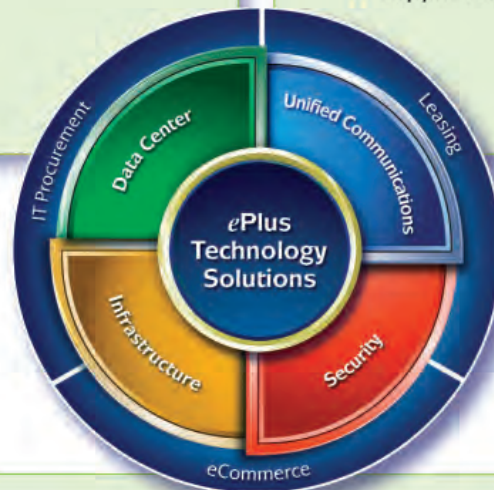 IT Procurement
Leasing
Data Center
Unified Communications
ePlus
Technology
Solutions
Infrastructure
Security
eCommerce